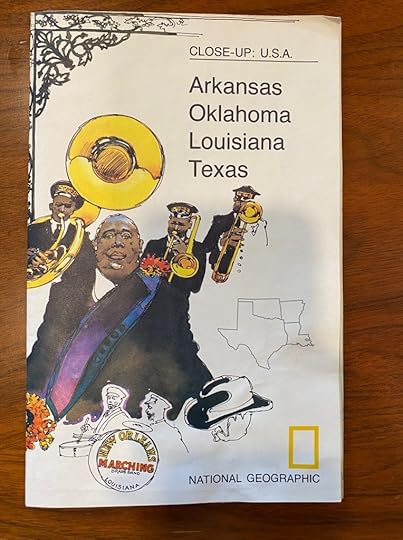 CLOSE-UP: U.S.A.
Arkansas
Oklahoma
Louisiana
Texas
NEW ORLEANS
MARCHING
LOUISIANA
NATIONAL GEOGRAPHIC